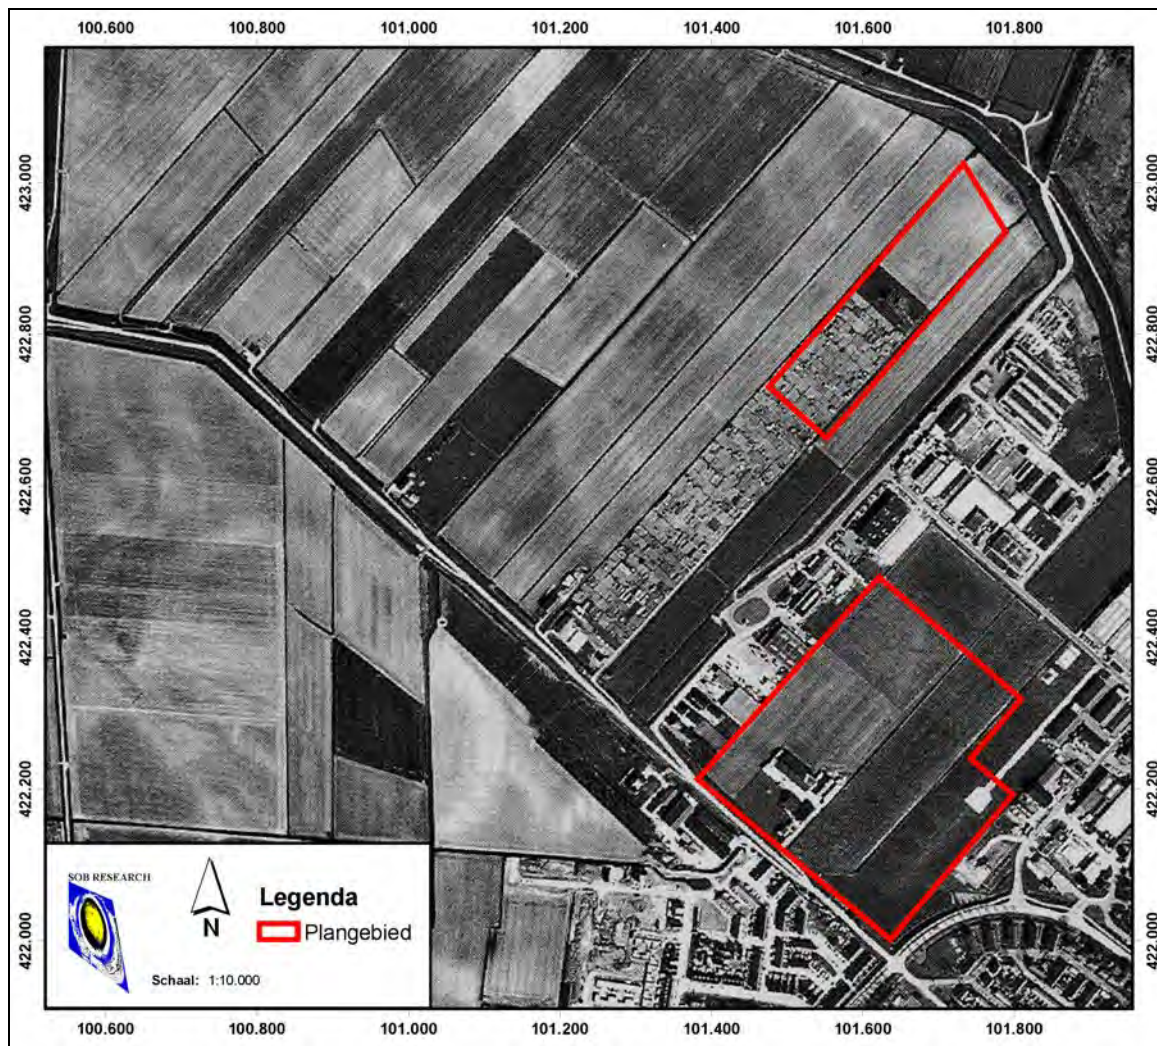 100.600 100.800 101.000 101.200 101.400 101.600 101.800
423.000 423.000
422.800 422.800
422.600 422.600
422.400 422.400
422.200 422.200
422.000 422.000
SOB RESEARCH
N
Legenda
Plangebied
Schaal: 1:10.000
100.600 100.800 101.000 101.200 101.400 101.600 101.800